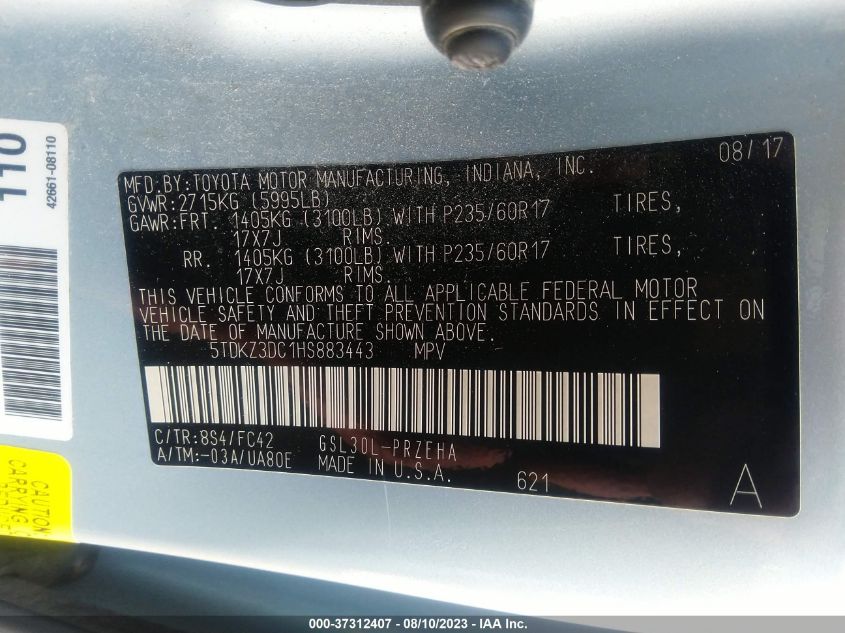 110
42661-08110
MFD.BY:TOYOTA MOTOR MANUFACTURING, INDIANA, INC. 08/17
GVWR:2715KG (5995LB)
GAWR:FRT. 1405KG (3100LB) WITH P235/60R17 TIRES,
17X7J RIMS.
RR. 1405KG (3100LB) WITH P235/60R17 TIRES,
17X7J RIMS.
THIS VEHICLE CONFORMS TO ALL APPLICABLE FEDERAL MOTOR
VEHICLE SAFETY AND THEFT PREVENTION STANDARDS IN EFFECT ON
THE DATE OF MANUFACTURE SHOWN ABOVE.
5TDKZ3DC1HS883443 MPV
C/TR:8S4/FC42 GSL30L-PRZEHA
A/TM:-03A/UA80E MADE IN U.S.A. 621 A
CAUTION
CARRYING
000-37312407 - 08/10/2023 - IAA Inc.